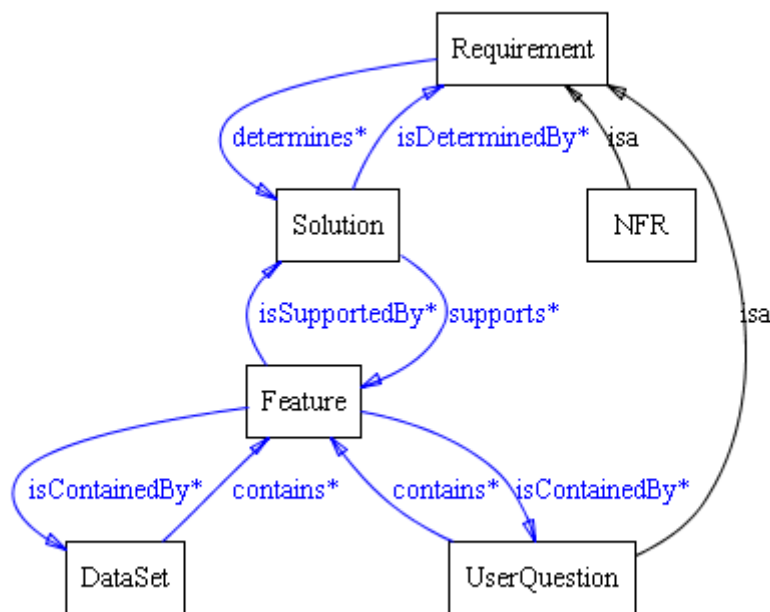 Requirement
determines*
isDeterminedBy*
isa
Solution
NFR
isSupportedBy*
supports*
isa
Feature
isContainedBy*
contains*
contains*
isContainedBy*
DataSet
UserQuestion